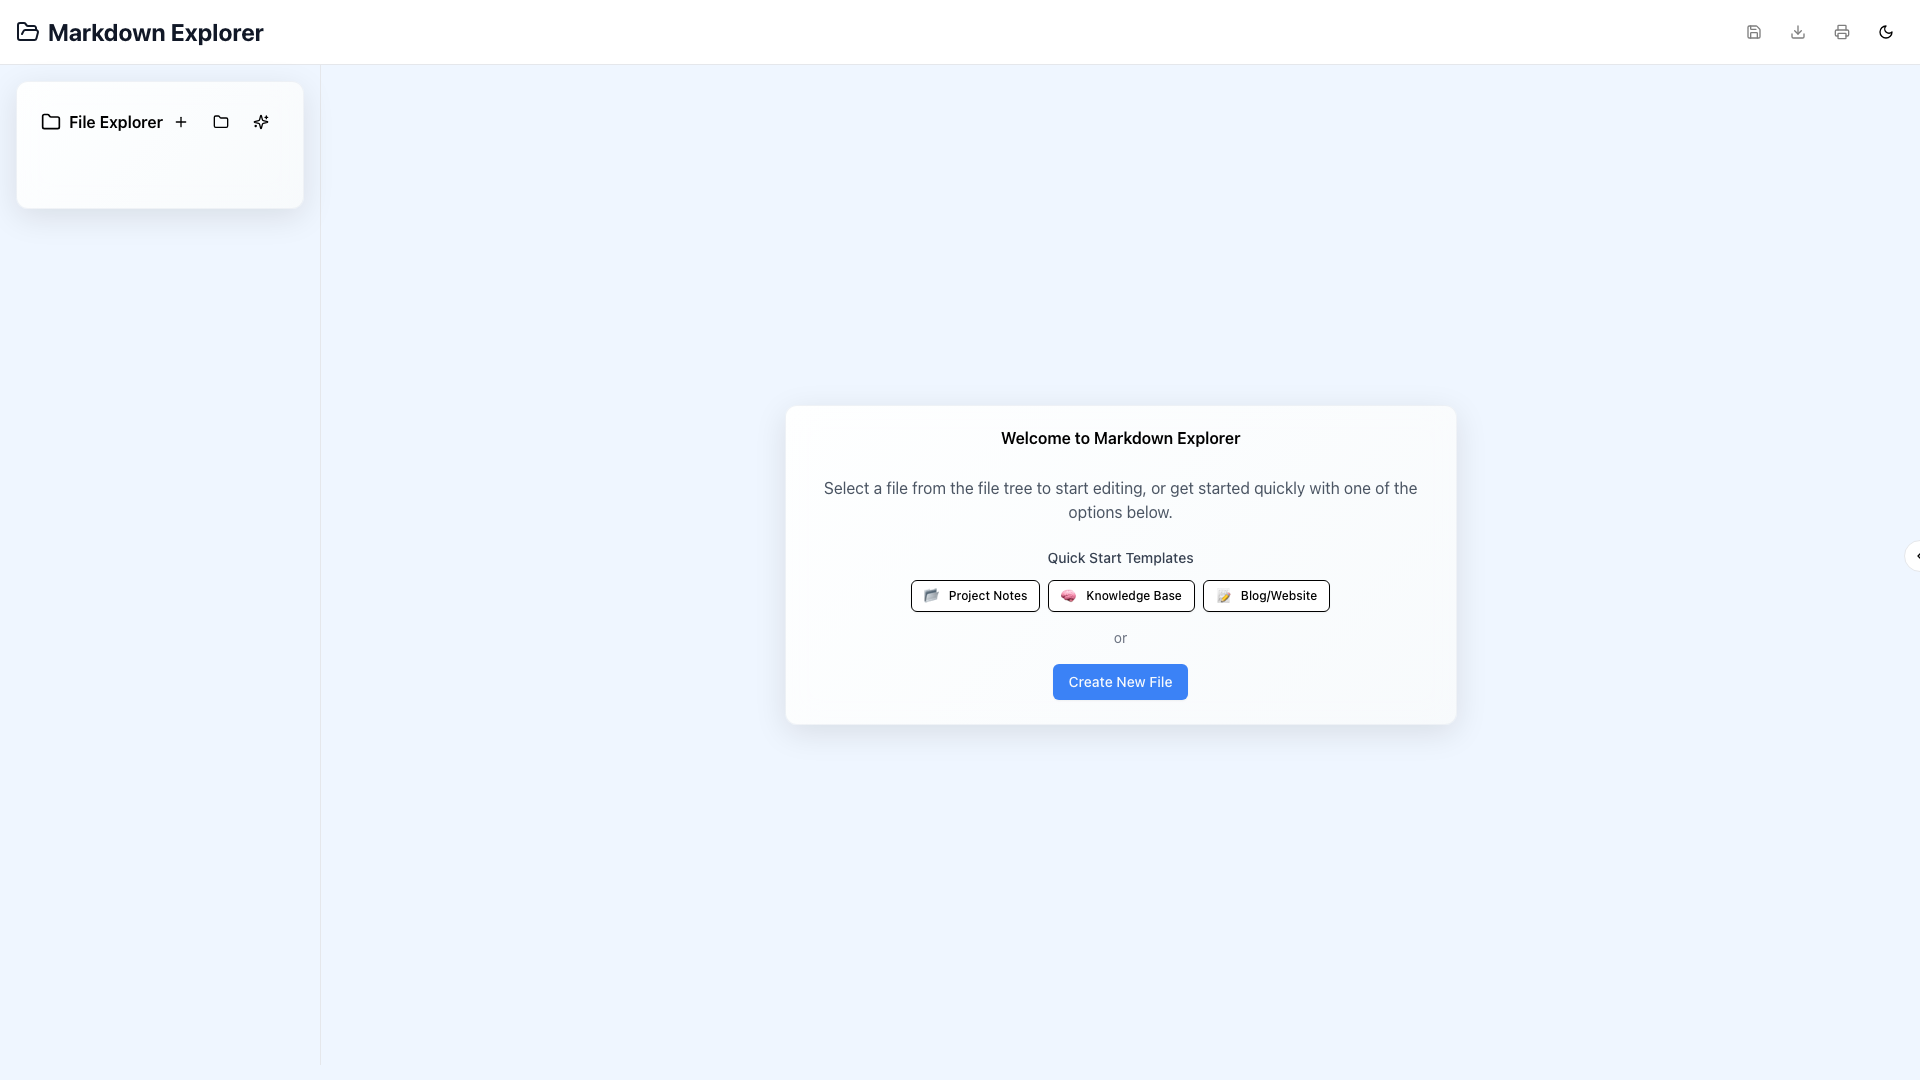 Markdown Explorer
File Explorer
Welcome to Markdown Explorer
Select a file from the file tree to start editing, or get started quickly with one of the
options below.
Quick Start Templates
Project Notes
Knowledge Base
Blog/Website
or
Create New File